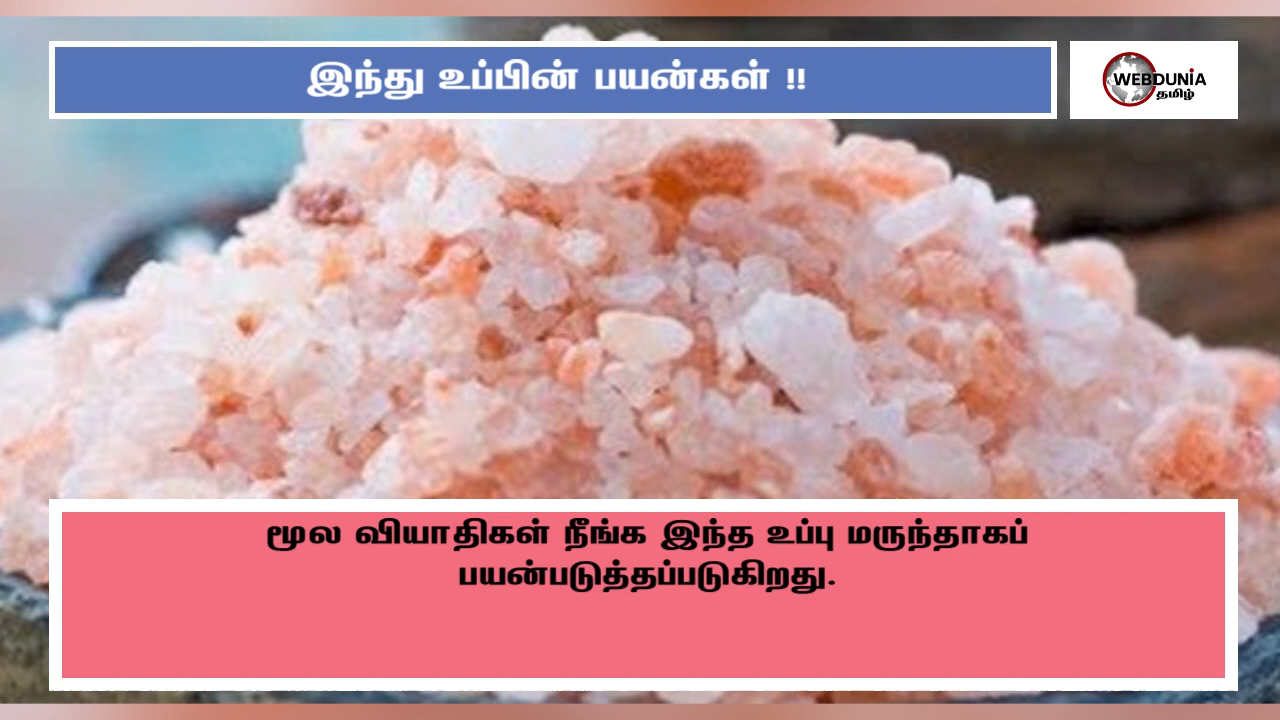 இந்து உப்பின் பயன்கள் !!
WEBDUNIA
தமிழ்
மூல வியாதிகள் நீங்க இந்த உப்பு மருந்தாகப்
பயன்படுத்தப்படுகிறது.